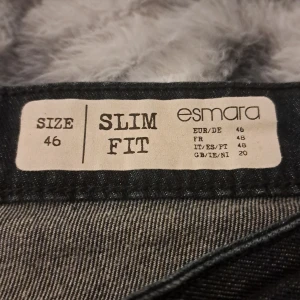 SIZE
46
SLIM
FIT
esmara
EUR/DE 46
FR 48
IT/ES/PT 48
GB/IE/NI 20